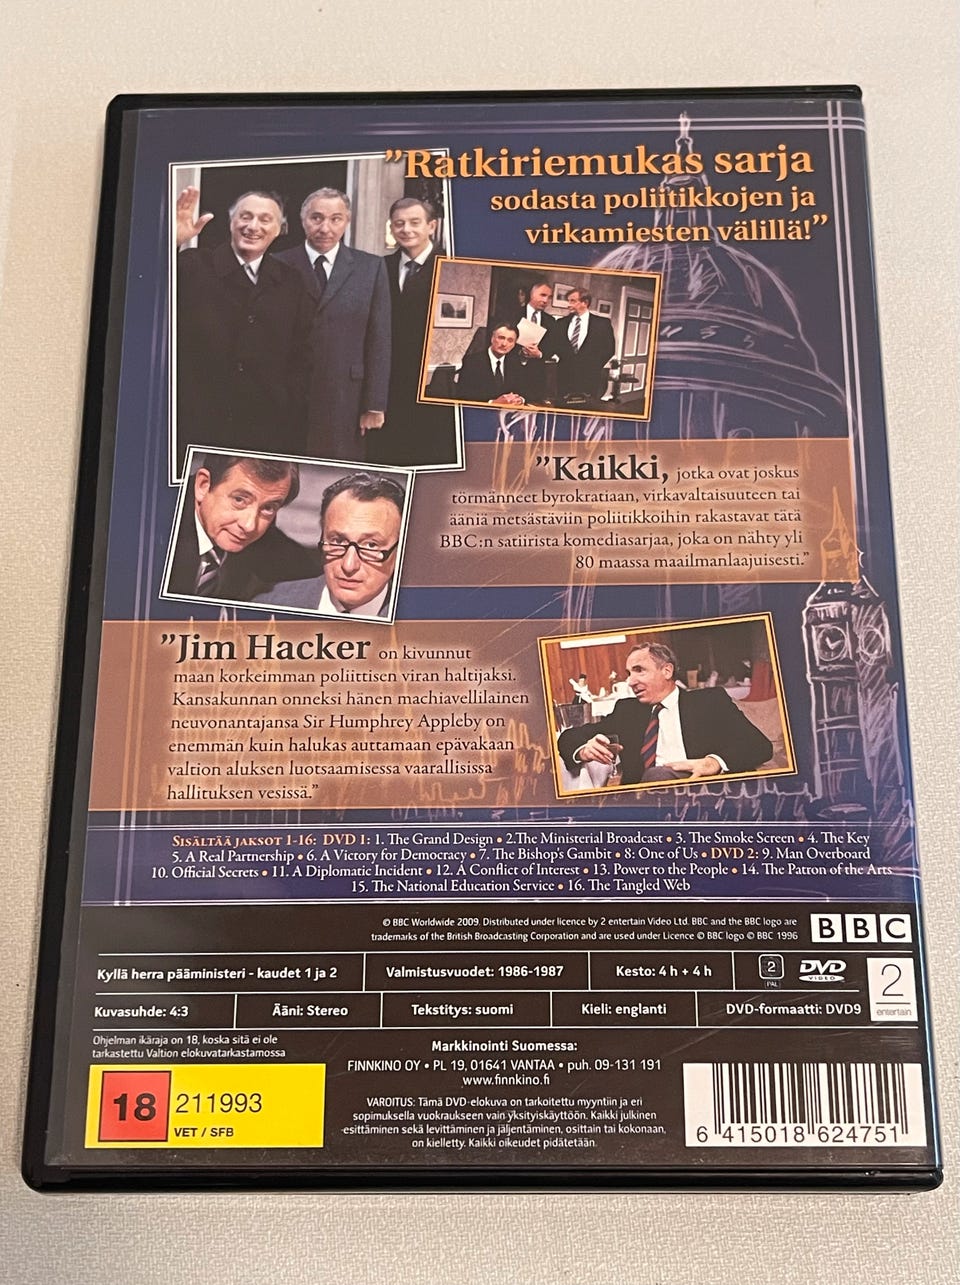 ”Ratkiriemukas sarja
sodasta poliitikkojen ja
virkamiesten välillä!”
”Kaikki, jotka ovat joskus
törmänneet byrokratiaan, virkavaltaisuuteen tai
ääniä metsästäviin poliitikkoihin rakastavat tätä
BBC:n satiirista komediasarjaa, joka on nähty yli
80 maassa maailmanlaajuisesti.”
”Jim Hacker on kivunnut
maan korkeimman poliittisen viran haltijaksi.
Kansakunnan onneksi hänen machiavellilainen
neuvonantajansa Sir Humphrey Appleby on
enemmän kuin halukas auttamaan epävakaan
valtion aluksen luotsaamisessa vaarallisissa
hallituksen vesissä.”
Sisältää jaksot 1-16: DVD 1: 1. The Grand Design • 2.The Ministerial Broadcast • 3. The Smoke Screen • 4. The Key
5. A Real Partnership • 6. A Victory for Democracy • 7. The Bishop's Gambit • 8: One of Us • DVD 2: 9. Man Overboard
10. Official Secrets • 11. A Diplomatic Incident • 12. A Conflict of Interest • 13. Power to the People • 14. The Patron of the Arts
15. The National Education Service • 16. The Tangled Web
© BBC Worldwide 2009. Distributed under licence by 2 entertain Video Ltd. BBC and the BBC logo are
trademarks of the British Broadcasting Corporation and are used under Licence © BBC logo © BBC 1996
BBC
Kyllä herra pääministeri - kaudet 1 ja 2
Valmistusvuodet: 1986-1987
Kesto: 4 h + 4 h
2
PAL
DVD
VIDEO
2
entertain
Kuvasuhde: 4:3
Ääni: Stereo
Tekstitys: suomi
Kieli: englanti
DVD-formaatti: DVD9
Ohjelman ikäraja on 18, koska sitä ei ole
tarkastettu Valtion elokuvatarkastamossa
18
211993
VET / SFB
Markkinointi Suomessa:
FINNKINO OY • PL 19, 01641 VANTAA • puh. 09-131 191
www.finnkino.fi
VAROITUS: Tämä DVD-elokuva on tarkoitettu myyntiin ja eri
sopimuksella vuokraukseen vain yksityiskäyttöön. Kaikki julkinen
esittäminen sekä levittäminen ja jäljentäminen, osittain tai kokonaan,
on kielletty. Kaikki oikeudet pidätetään.
6 415018 624751